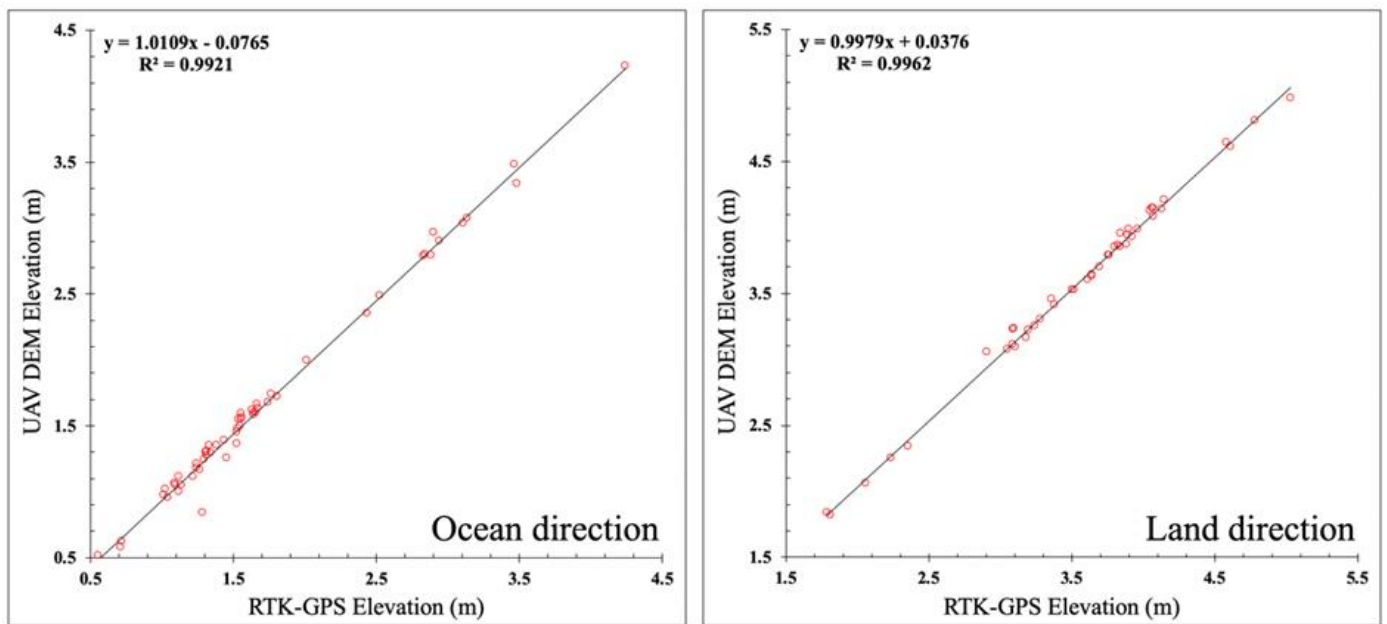 y = 1.0109x - 0.0765
R² = 0.9921
4.5
3.5
2.5
1.5
0.5
UAV DEM Elevation (m)
Ocean direction
0.5 1.5 2.5 3.5 4.5
RTK-GPS Elevation (m)
y = 0.9979x + 0.0376
R² = 0.9962
5.5
4.5
3.5
2.5
1.5
UAV DEM Elevation (m)
Land direction
1.5 2.5 3.5 4.5 5.5
RTK-GPS Elevation (m)